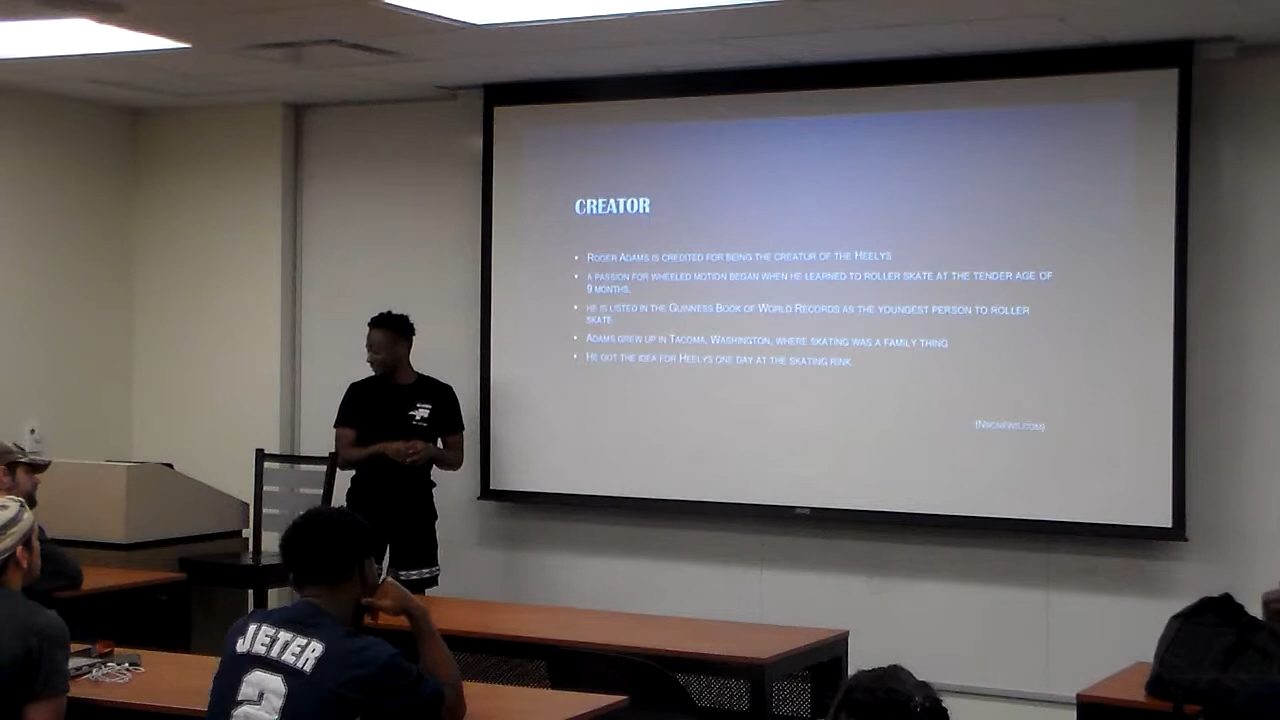 CREATOR
• ROGER ADAMS IS CREDITED FOR BEING THE CREATUR OF THE HEELYS
• A PASSION FOR WHEELED MOTION BEGAN WHEN HE LEARNED TO ROLLER SKATE AT THE TENDER AGE OF
9 MONTHS.
• HE IS LISTED IN THE GUINNESS BOOK OF WORLD RECORDS AS THE YOUNGEST PERSON TO ROLLER
SKATE
• ADAMS GREW UP IN TACOMA, WASHINGTON, WHERE SKATING WAS A FAMILY THING
• HE GOT THE IDEA FOR HEELYS ONE DAY AT THE SKATING RINK.
(NBCNEWS.COM)
JETER
2